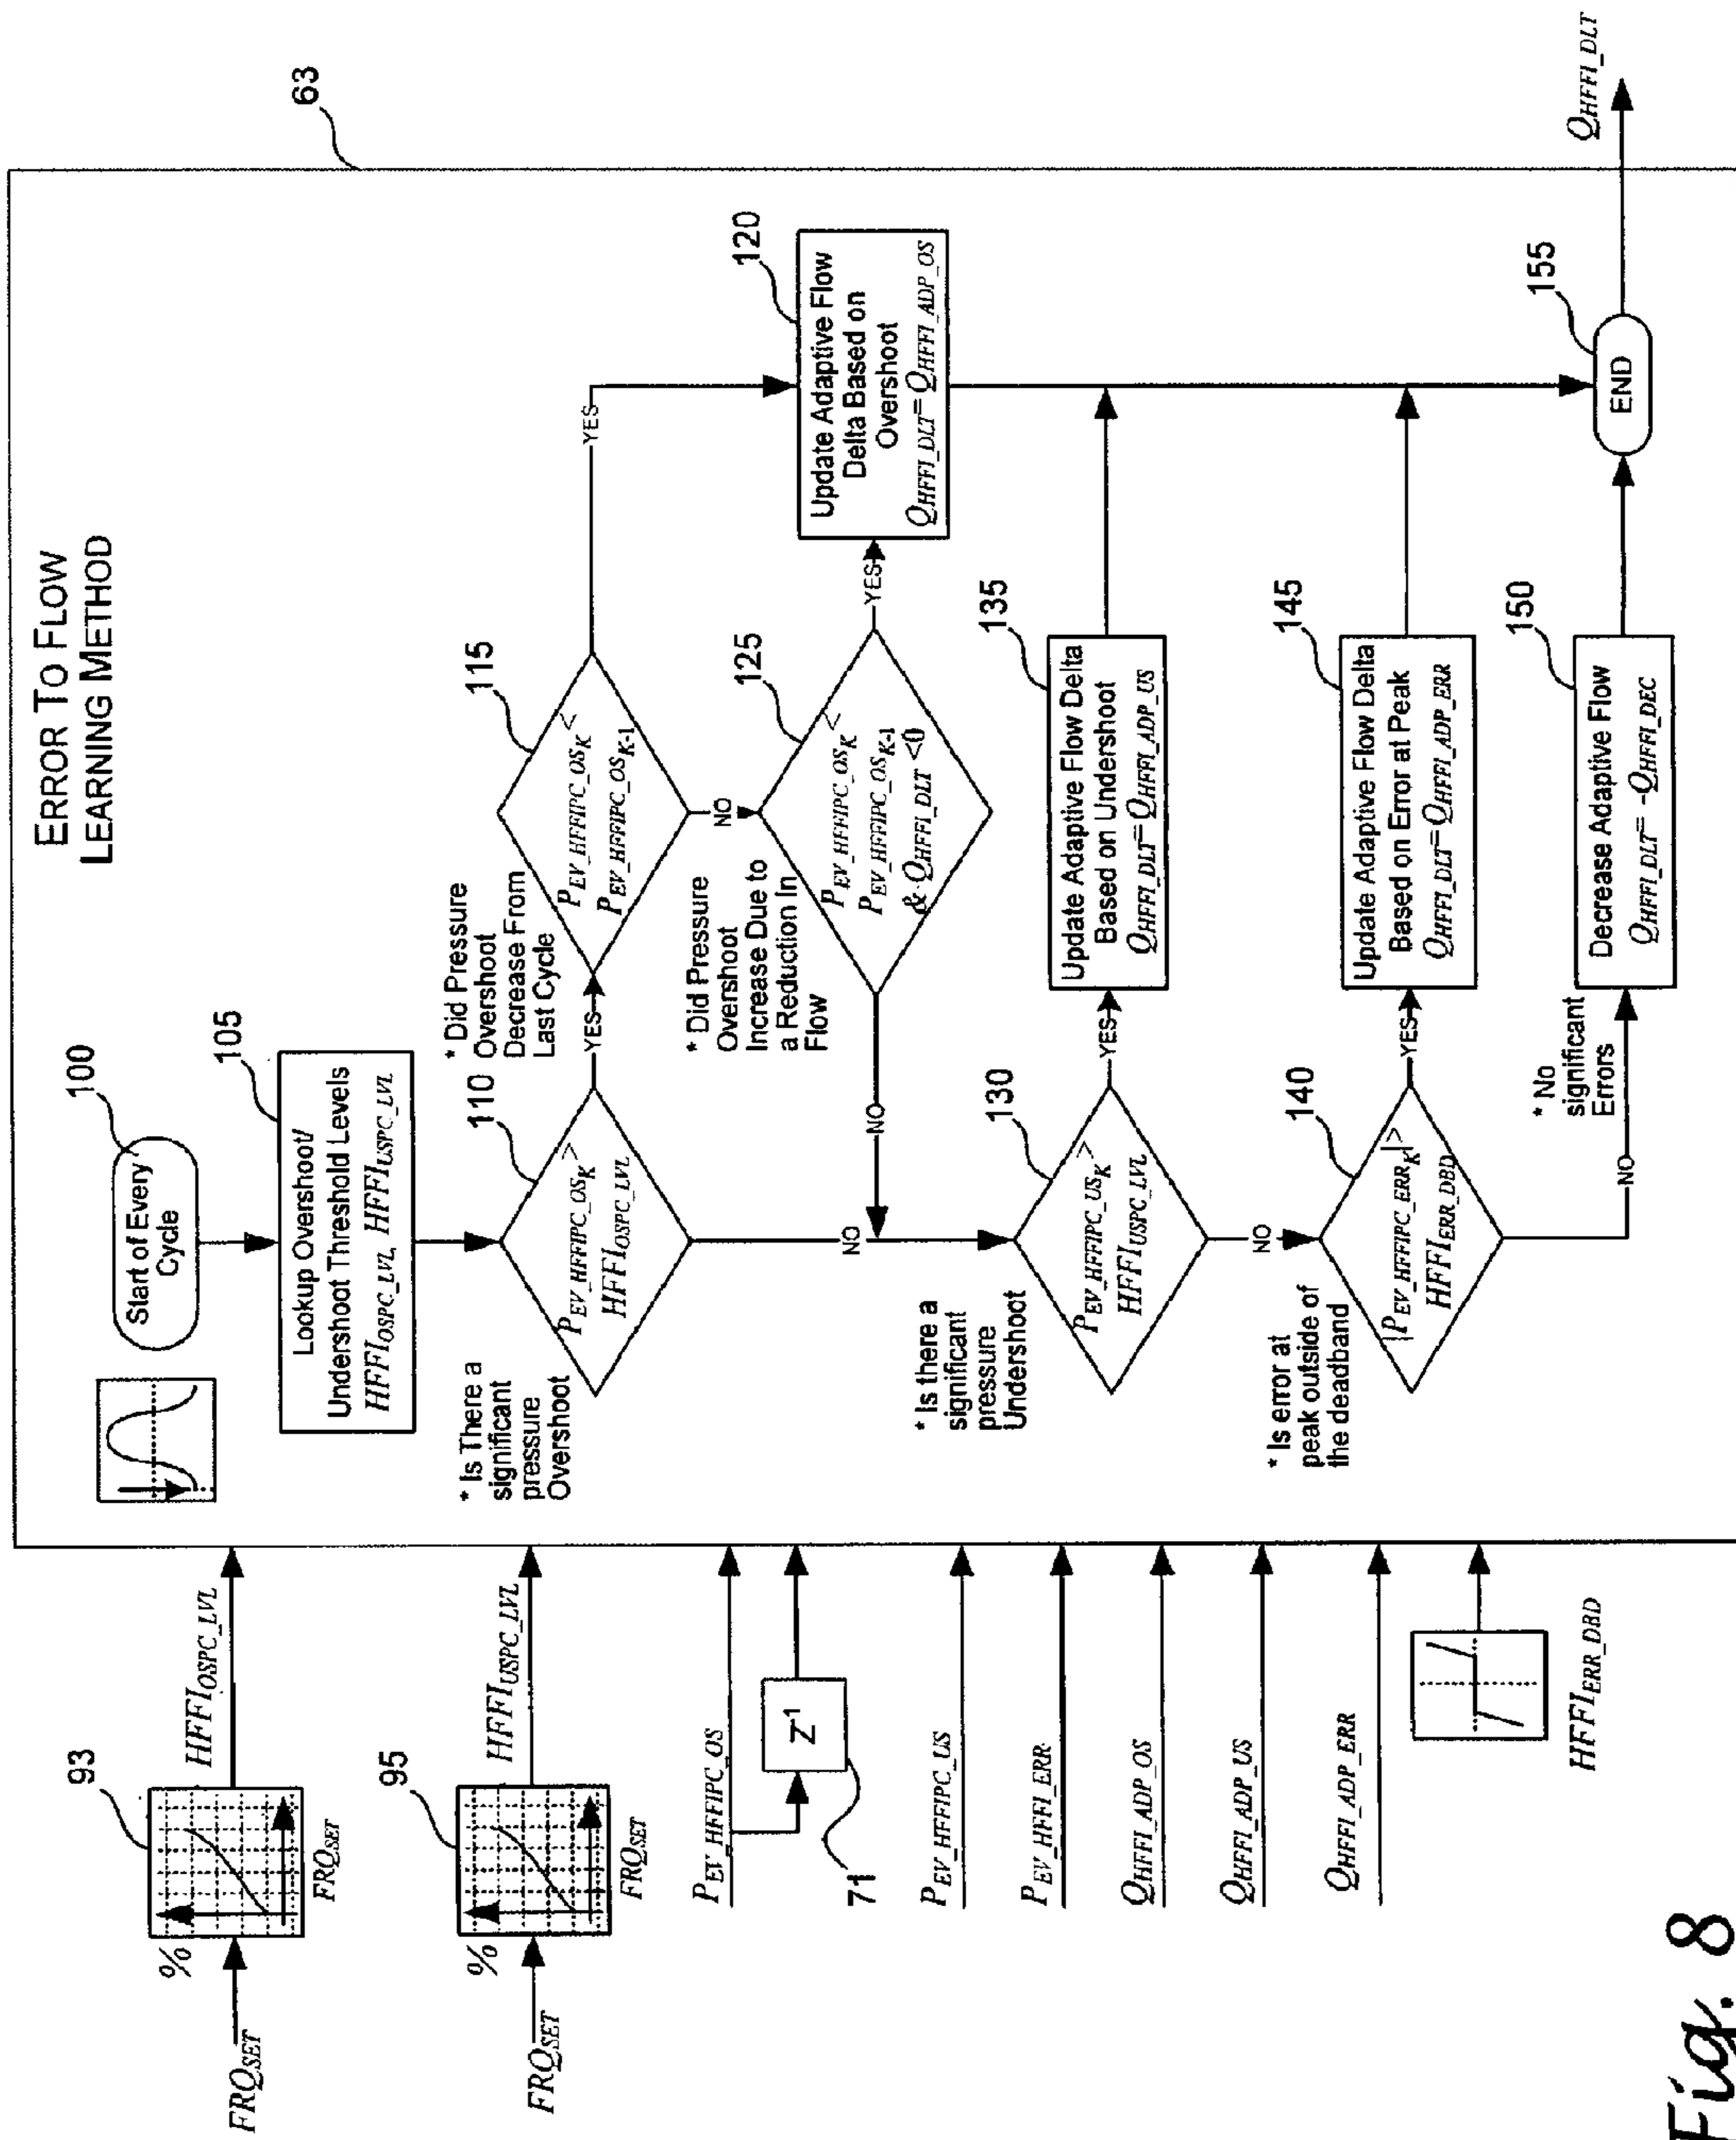 ERROR TO FLOW
LEARNING METHOD
63
100
Start of Every
Cycle
105
Lookup Overshoot/
Undershoot Threshold Levels
HFFI_OSPC_LVL, HFFI_USPC_LVL
* Is There a
significant
pressure
Overshoot
110
P_EV_HFFIPC_OS_K >
HFFI_OSPC_LVL
YES
NO
* Did Pressure
Overshoot
Decrease From
Last Cycle
115
P_EV_HFFIPC_OS_K <
P_EV_HFFIPC_OS_K-1
YES
NO
* Did Pressure
Overshoot
Increase Due to
a Reduction In
Flow
125
P_EV_HFFIPC_OS_K <
P_EV_HFFIPC_OS_K-1
& Q_HFFI_DLT <0
YES
NO
120
Update Adaptive Flow
Delta Based on
Overshoot
Q_HFFI_DLT = Q_HFFI_ADP_OS
* Is there a
significant
pressure
Undershoot
130
P_EV_HFFIPC_US_K >
HFFI_USPC_LVL
YES
NO
135
Update Adaptive Flow Delta
Based on Undershoot
Q_HFFI_DLT = Q_HFFI_ADP_US
* Is error at
peak outside of
the deadband
140
|P_EV_HFFIPC_ERR_K| >
HFFI_ERR_DBD
YES
NO
145
Update Adaptive Flow Delta
Based on Error at Peak
Q_HFFI_DLT = Q_HFFI_ADP_ERR
* No
significant
Errors
150
Decrease Adaptive Flow
Q_HFFI_DLT = -Q_HFFI_DEC
155
END
Q_HFFI_DLT
93
%
FRQ_SET
FRQ_SET
HFFI_OSPC_LVL
95
%
FRQ_SET
FRQ_SET
HFFI_USPC_LVL
P_EV_HFFIPC_OS
Z^-1
71
P_EV_HFFIPC_US
P_EV_HFFI_ERR
Q_HFFI_ADP_OS
Q_HFFI_ADP_US
Q_HFFI_ADP_ERR
HFFI_ERR_DBD
Fig. 8